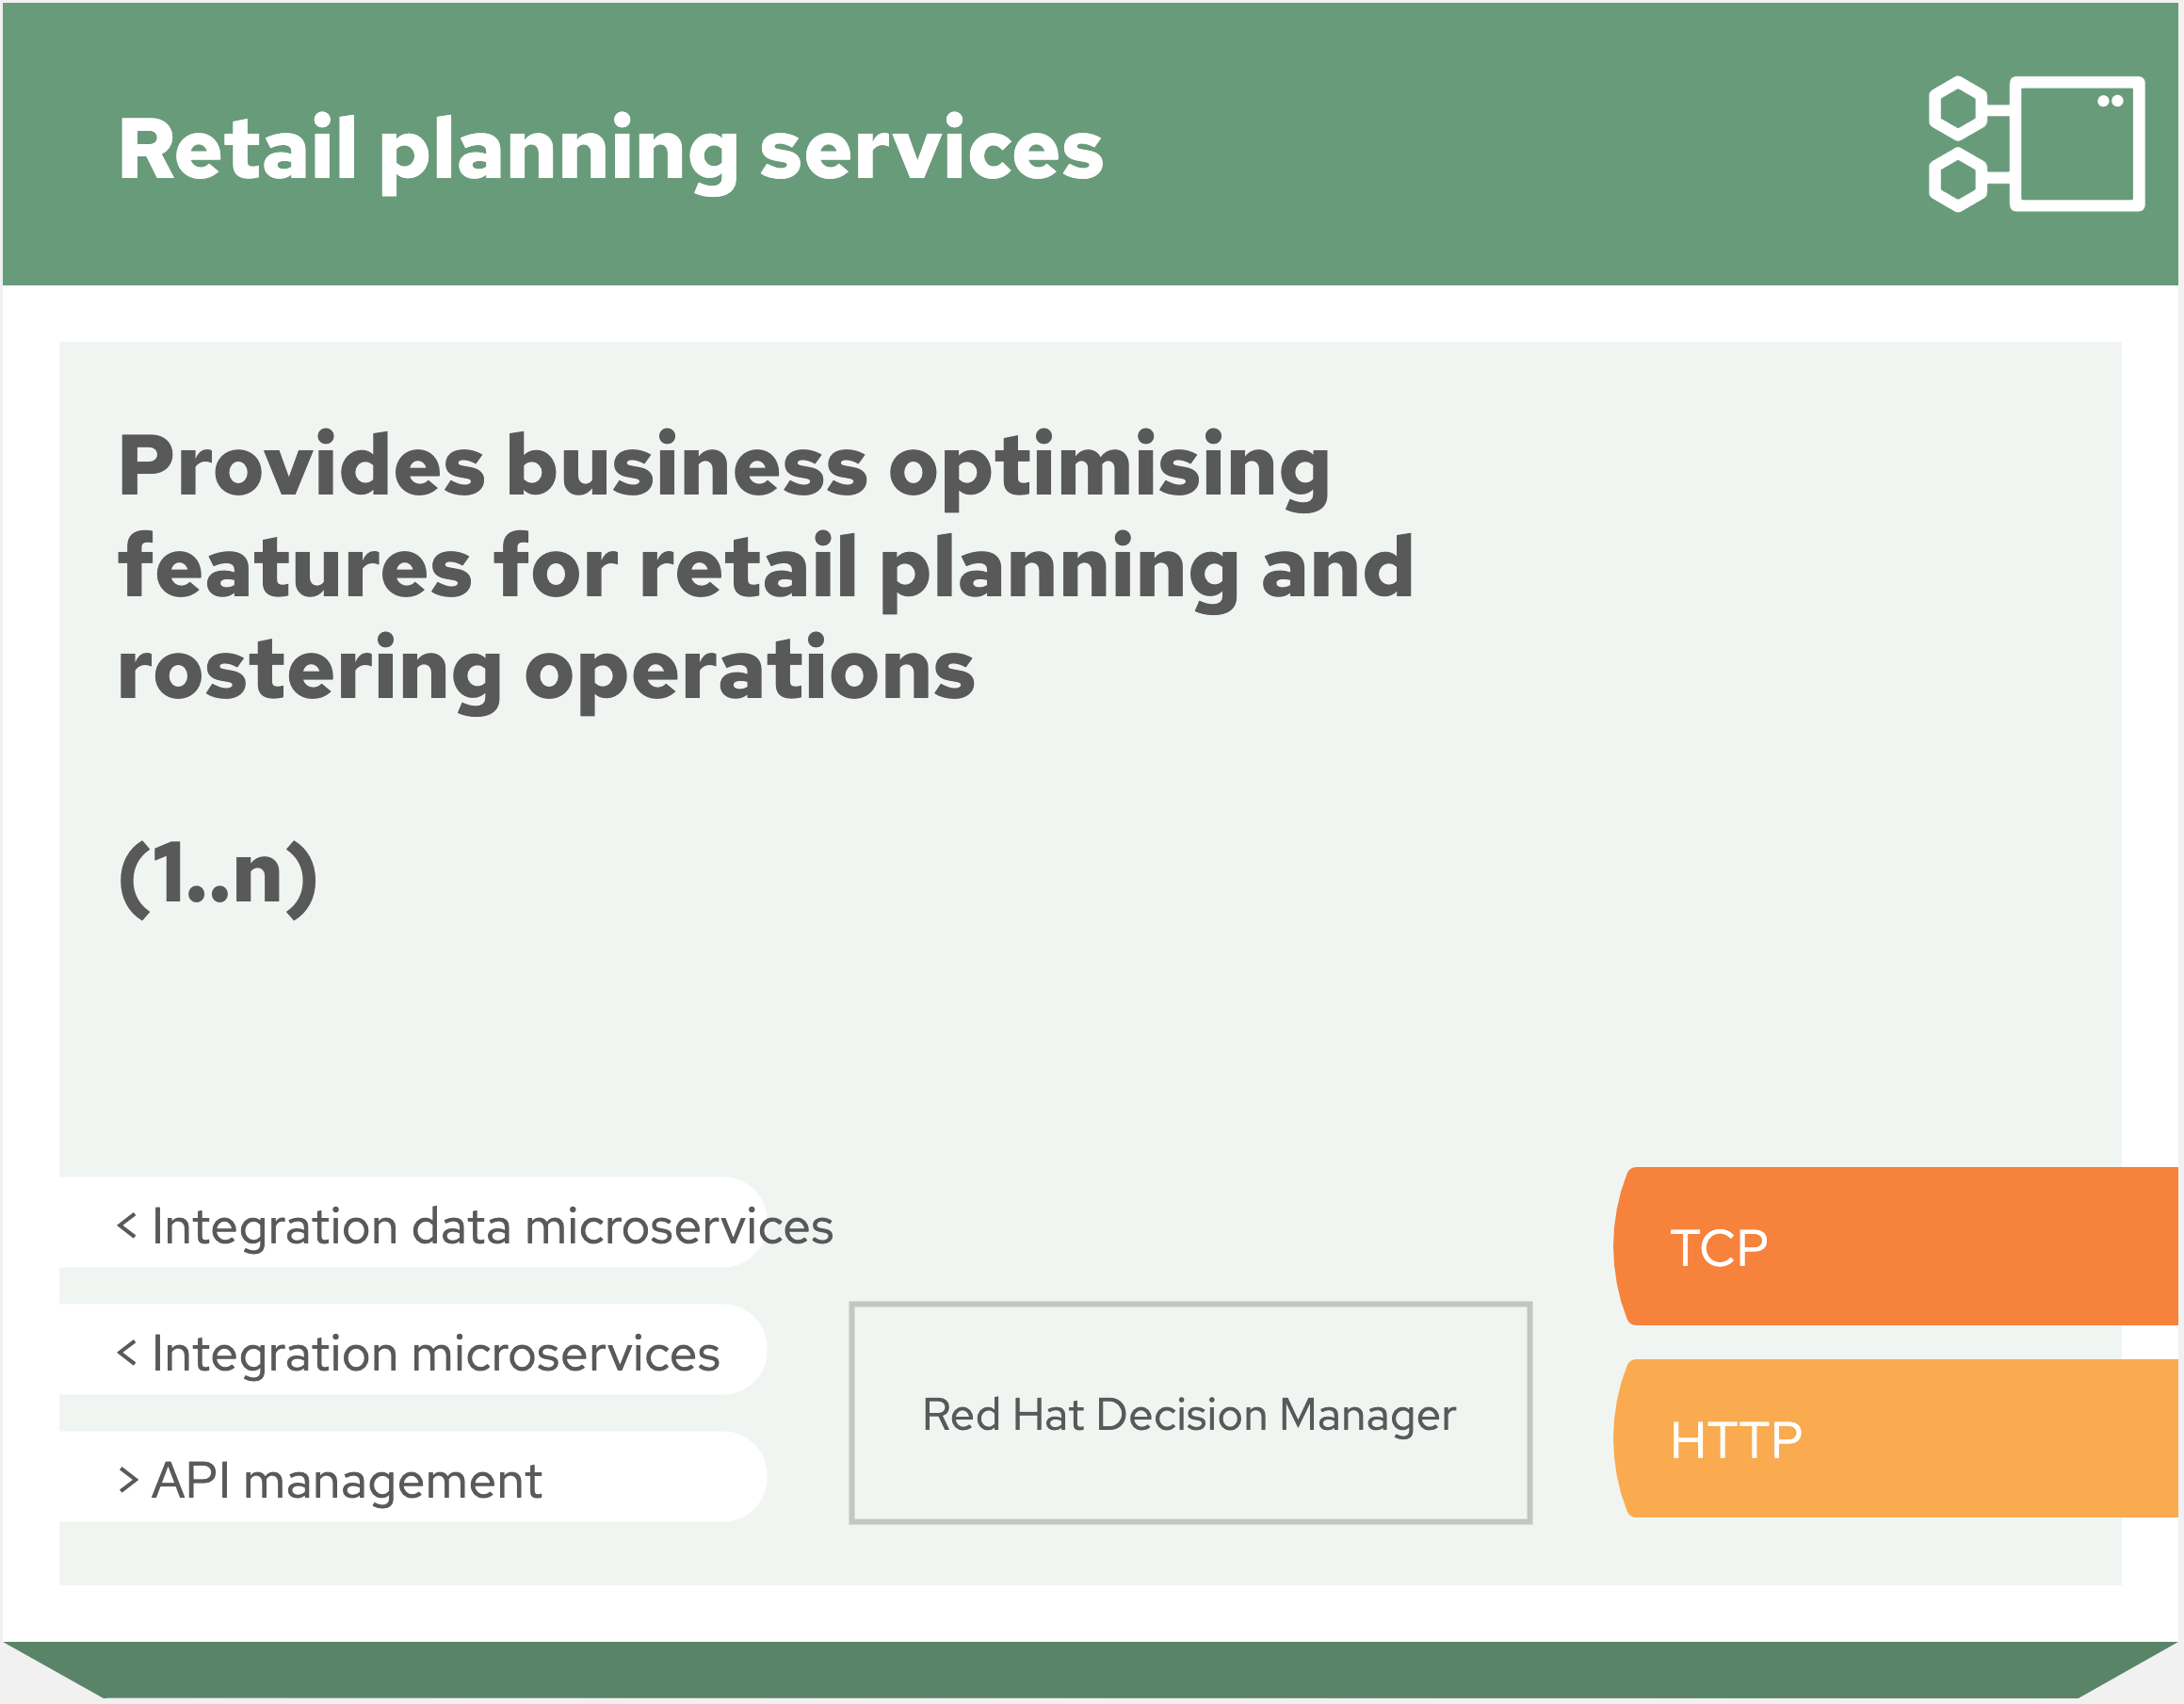 Retail planning services
Provides business optimising
features for retail planning and
rostering operations
(1..n)
< Integration data microservices
< Integration microservices
> API management
Red Hat Decision Manager
TCP
HTTP